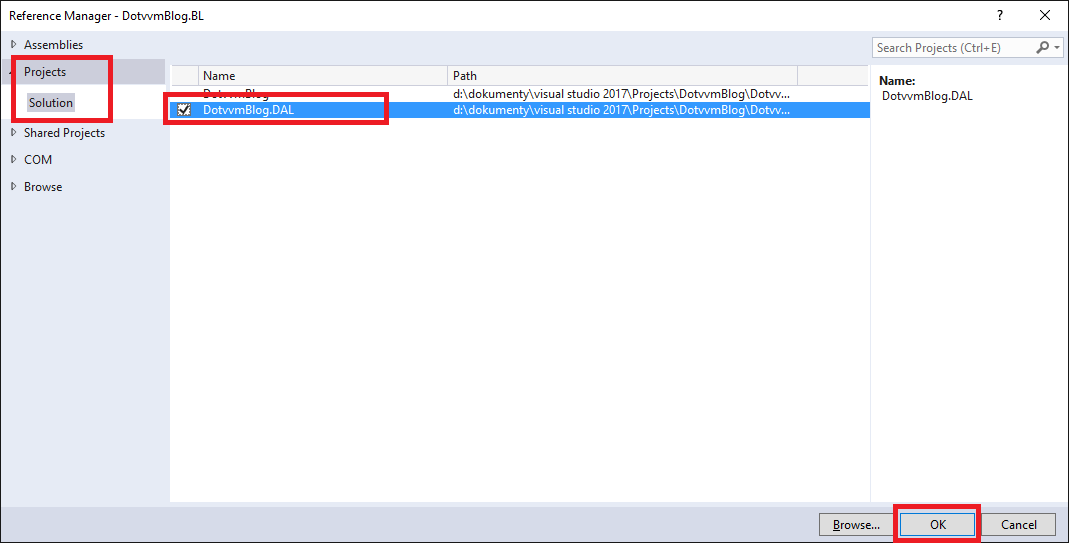 Reference Manager - DotvvmBlog.BL
?
Assemblies
Projects
Solution
Shared Projects
COM
Browse
Search Projects (Ctrl+E)
Name Path
DotvvmBlog d:\dokumenty\visual studio 2017\Projects\DotvvmBlog\Dotvv...
DotvvmBlog.DAL d:\dokumenty\visual studio 2017\Projects\DotvvmBlog\Dotvv...
Name:
DotvvmBlog.DAL
Browse... OK Cancel